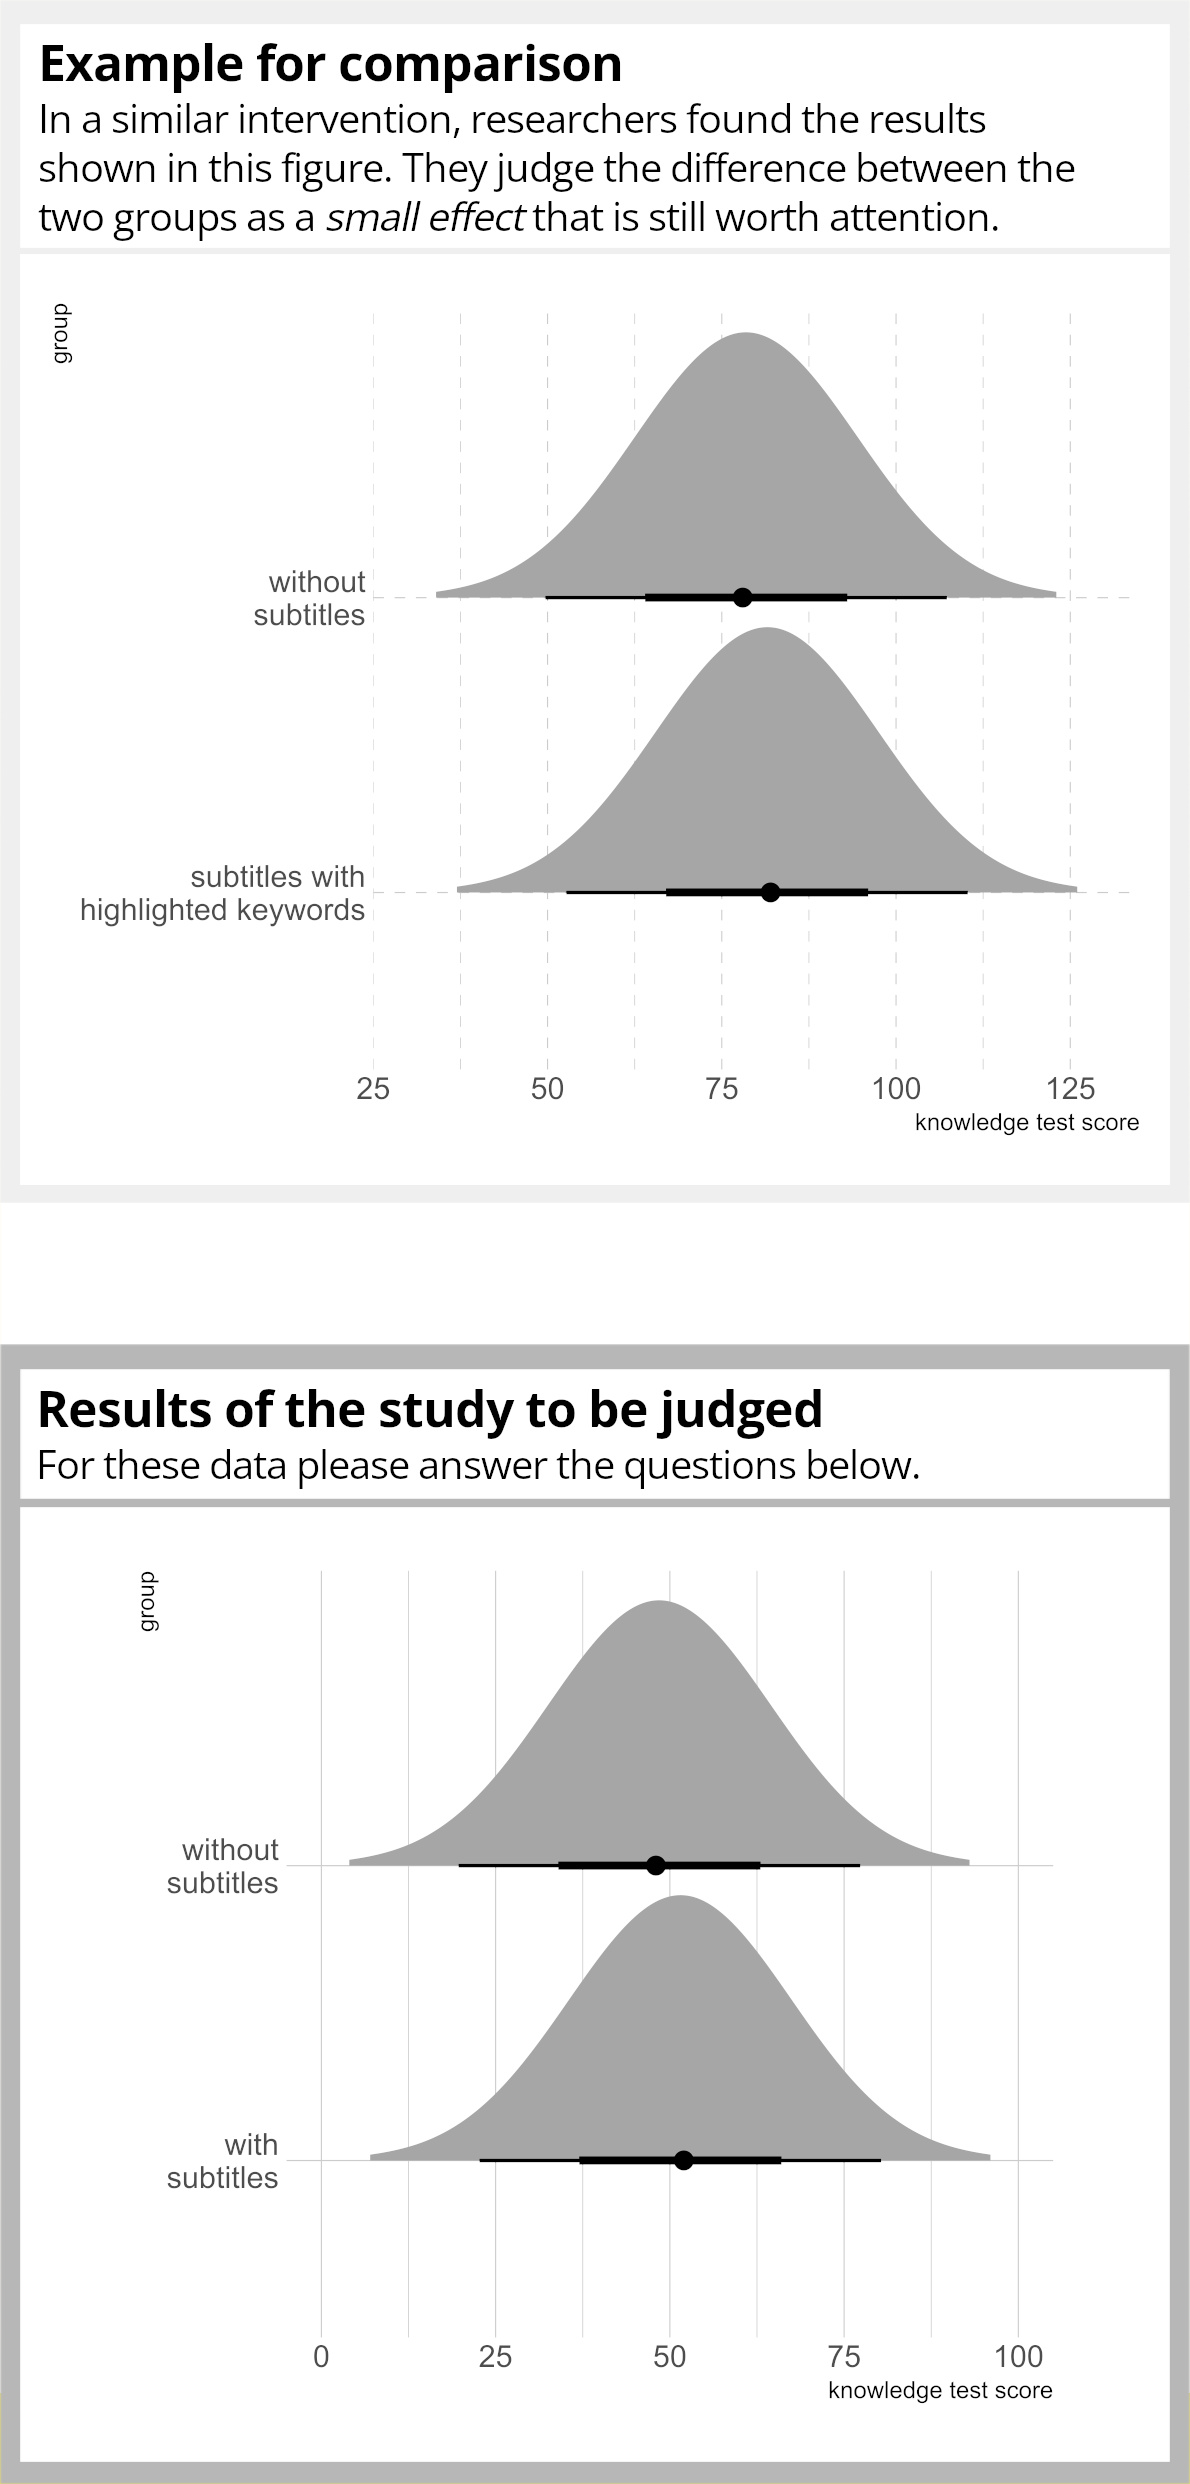 Example for comparison
In a similar intervention, researchers found the results
shown in this figure. They judge the difference between the
two groups as a small effect that is still worth attention.
group
without
subtitles
subtitles with
highlighted keywords
25 50 75 100 125
knowledge test score
Results of the study to be judged
For these data please answer the questions below.
group
without
subtitles
with
subtitles
0 25 50 75 100
knowledge test score